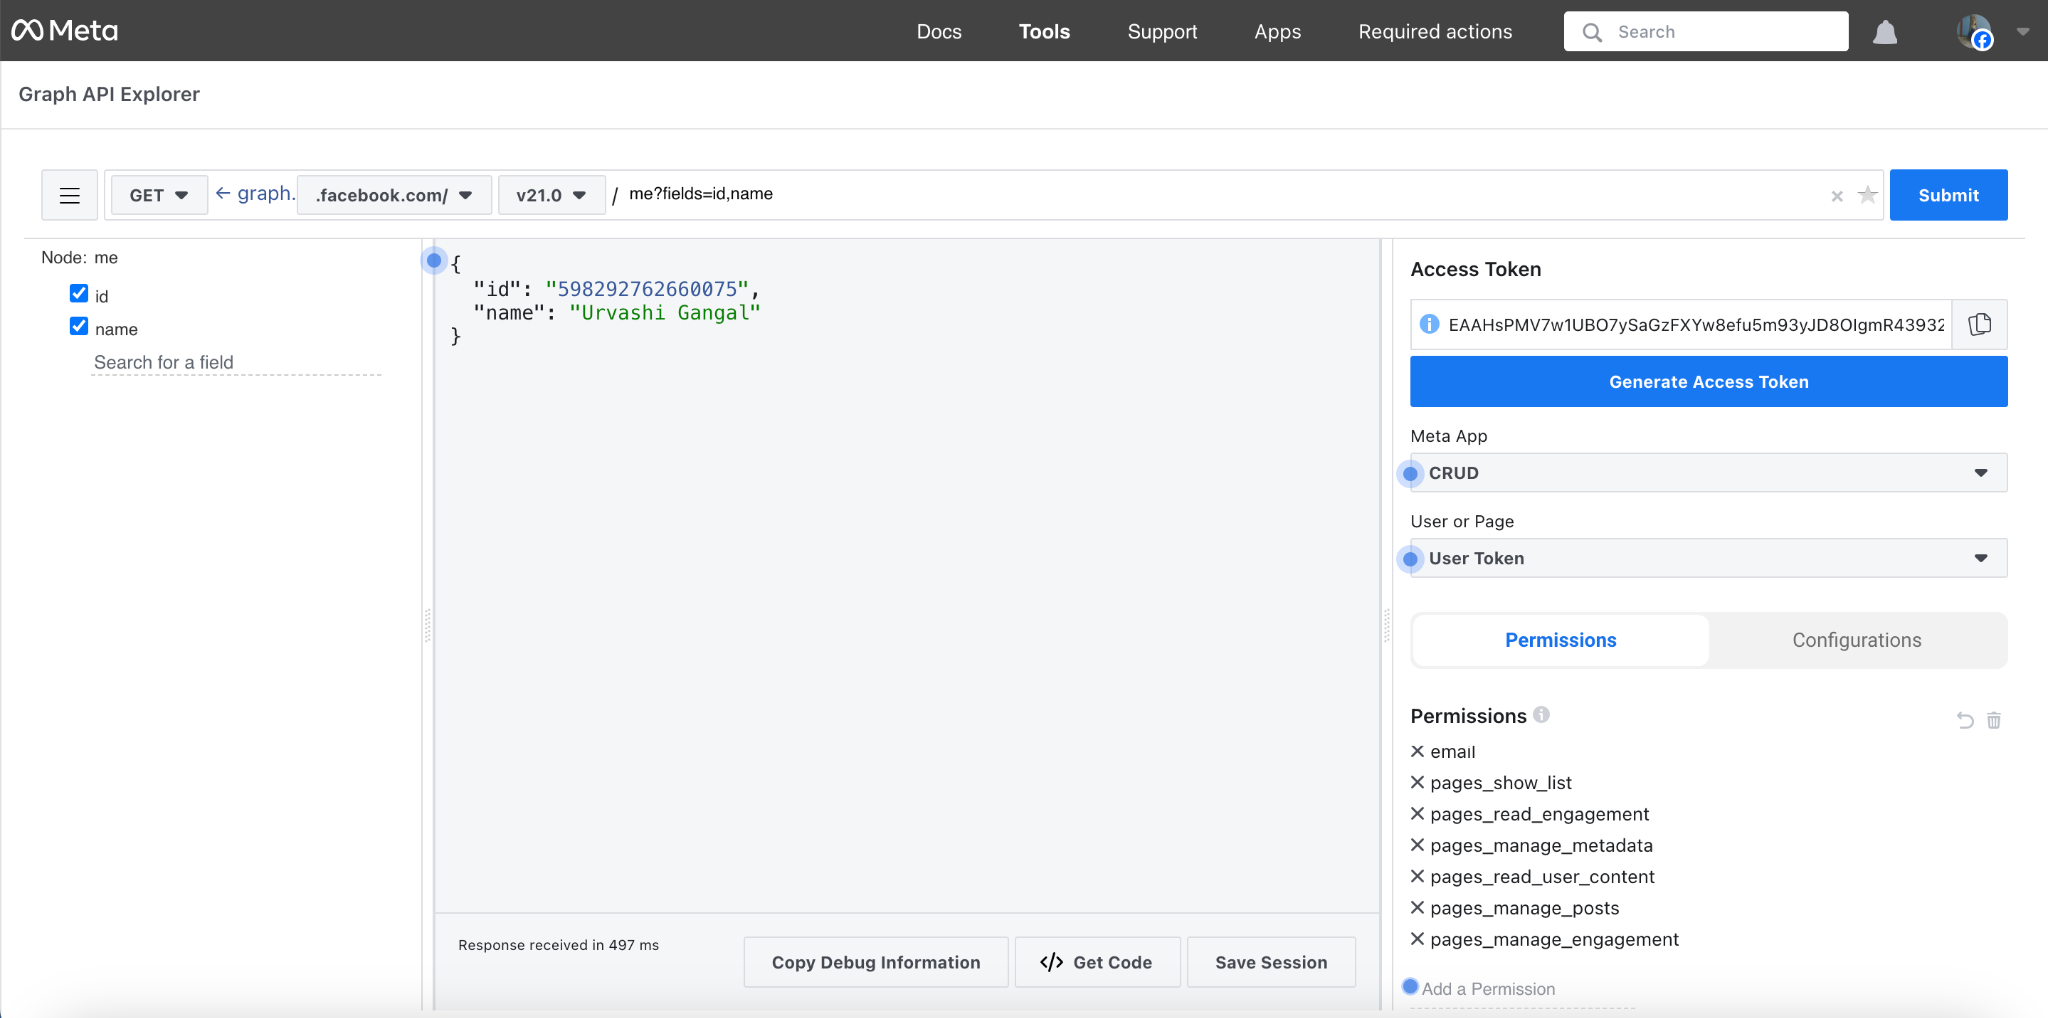 Meta
Docs Tools Support Apps Required actions Search
Graph API Explorer
GET ← graph. .facebook.com/ v21.0 / me?fields=id,name × Submit
Node: me
id
name
Search for a field
{
"id": "598292762660075",
"name": "Urvashi Gangal"
}
Response received in 497 ms
Copy Debug Information
</> Get Code
Save Session
Access Token
EAAHsPMV7w1UBO7ySaGzFXYw8efu5m93yJD8OIgmR43932
Generate Access Token
Meta App
CRUD
User or Page
User Token
Permissions Configurations
Permissions
email
pages_show_list
pages_read_engagement
pages_manage_metadata
pages_read_user_content
pages_manage_posts
pages_manage_engagement
Add a Permission